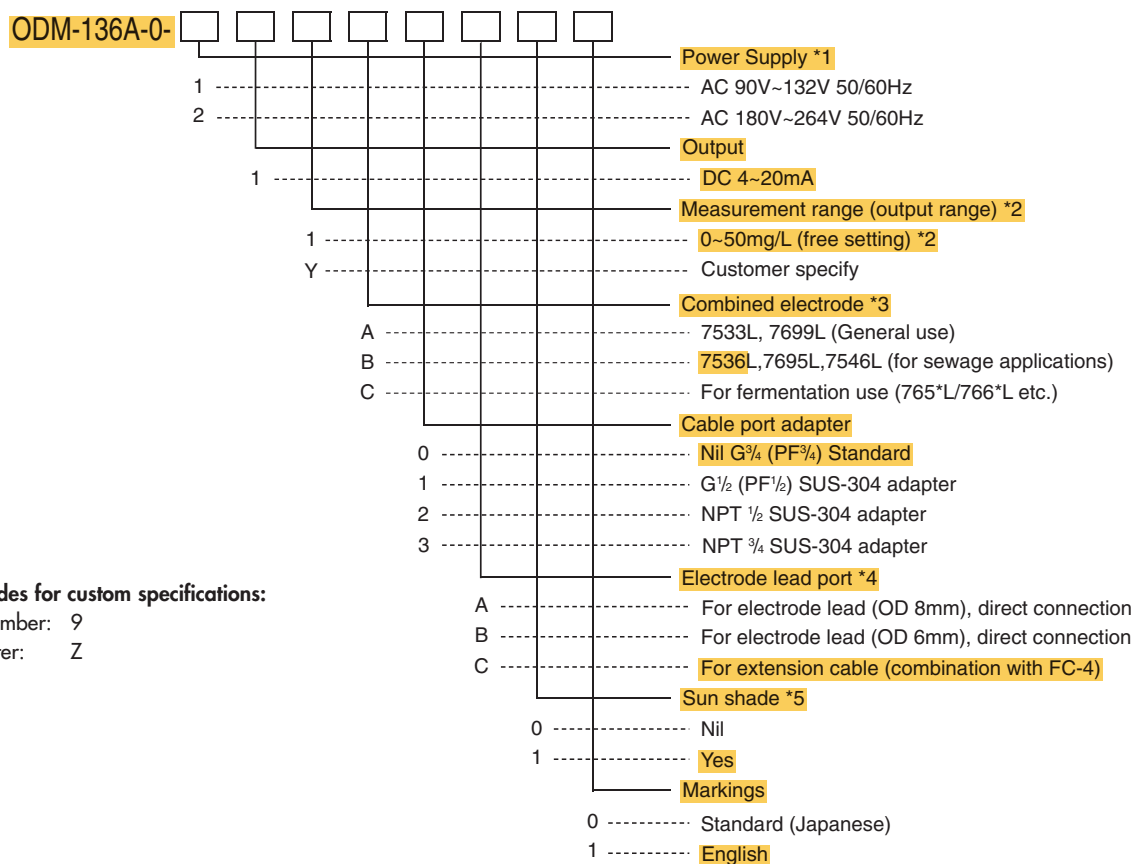 ODM-136A-0-
Power Supply *1
1 AC 90V~132V 50/60Hz
2 AC 180V~264V 50/60Hz
Output
1 DC 4~20mA
Measurement range (output range) *2
1 0~50mg/L (free setting) *2
Y Customer specify
Combined electrode *3
A 7533L, 7699L (General use)
B 7536L,7695L,7546L (for sewage applications)
C For fermentation use (765*L/766*L etc.)
Cable port adapter
0 Nil G¾ (PF¾) Standard
1 G½ (PF½) SUS-304 adapter
2 NPT ½ SUS-304 adapter
3 NPT ¾ SUS-304 adapter
Electrode lead port *4
des for custom specifications:
mber: 9
er: Z
A For electrode lead (OD 8mm), direct connection
B For electrode lead (OD 6mm), direct connection
C For extension cable (combination with FC-4)
Sun shade *5
0 Nil
1 Yes
Markings
0 Standard (Japanese)
1 English